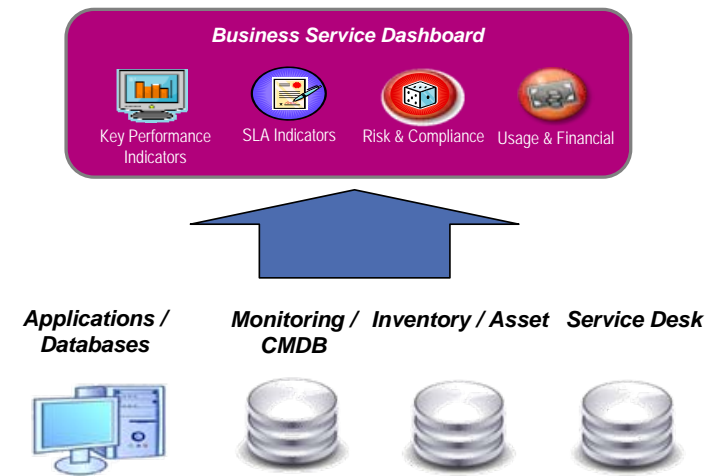 Business Service Dashboard
Key Performance
Indicators
SLA Indicators
Risk & Compliance
Usage & Financial
Applications /
Databases
Monitoring /
CMDB
Inventory / Asset
Service Desk